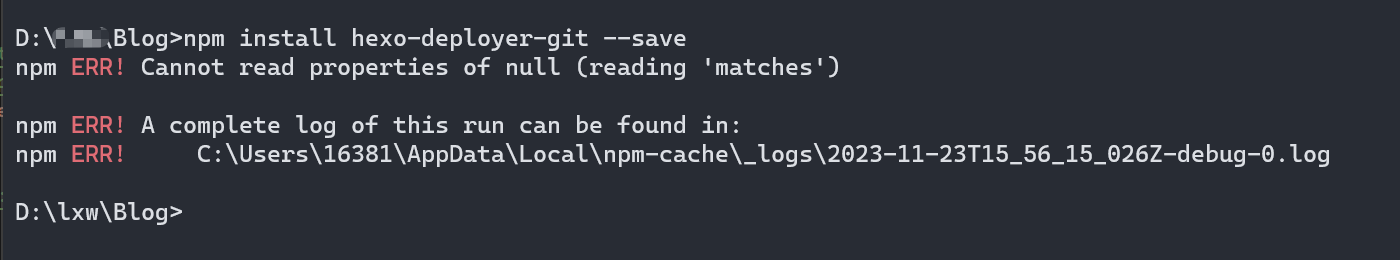 D:\ \Blog>npm install hexo-deployer-git --save
npm ERR! Cannot read properties of null (reading 'matches')
npm ERR! A complete log of this run can be found in:
npm ERR!     C:\Users\16381\AppData\Local\npm-cache\_logs\2023-11-23T15_56_15_026Z-debug-0.log
D:\lxw\Blog>